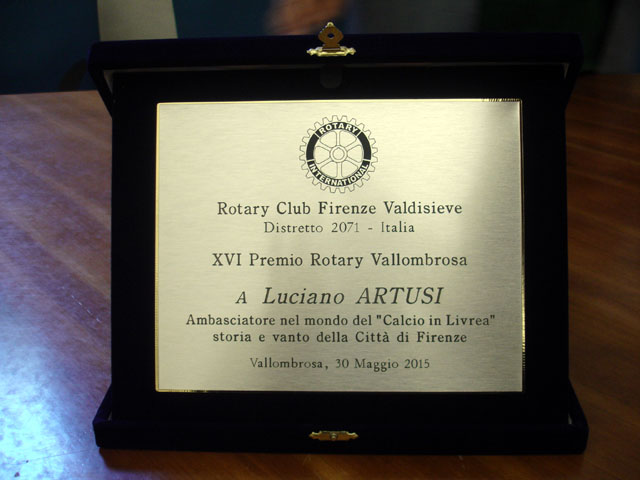 ROTARY
INTERNATIONAL
Rotary Club Firenze Valdisieve
Distretto 2071 - Italia
XVI Premio Rotary Vallombrosa
A Luciano ARTUSI
Ambasciatore nel mondo del "Calcio in Livrea"
storia e vanto della Città di Firenze
Vallombrosa, 30 Maggio 2015